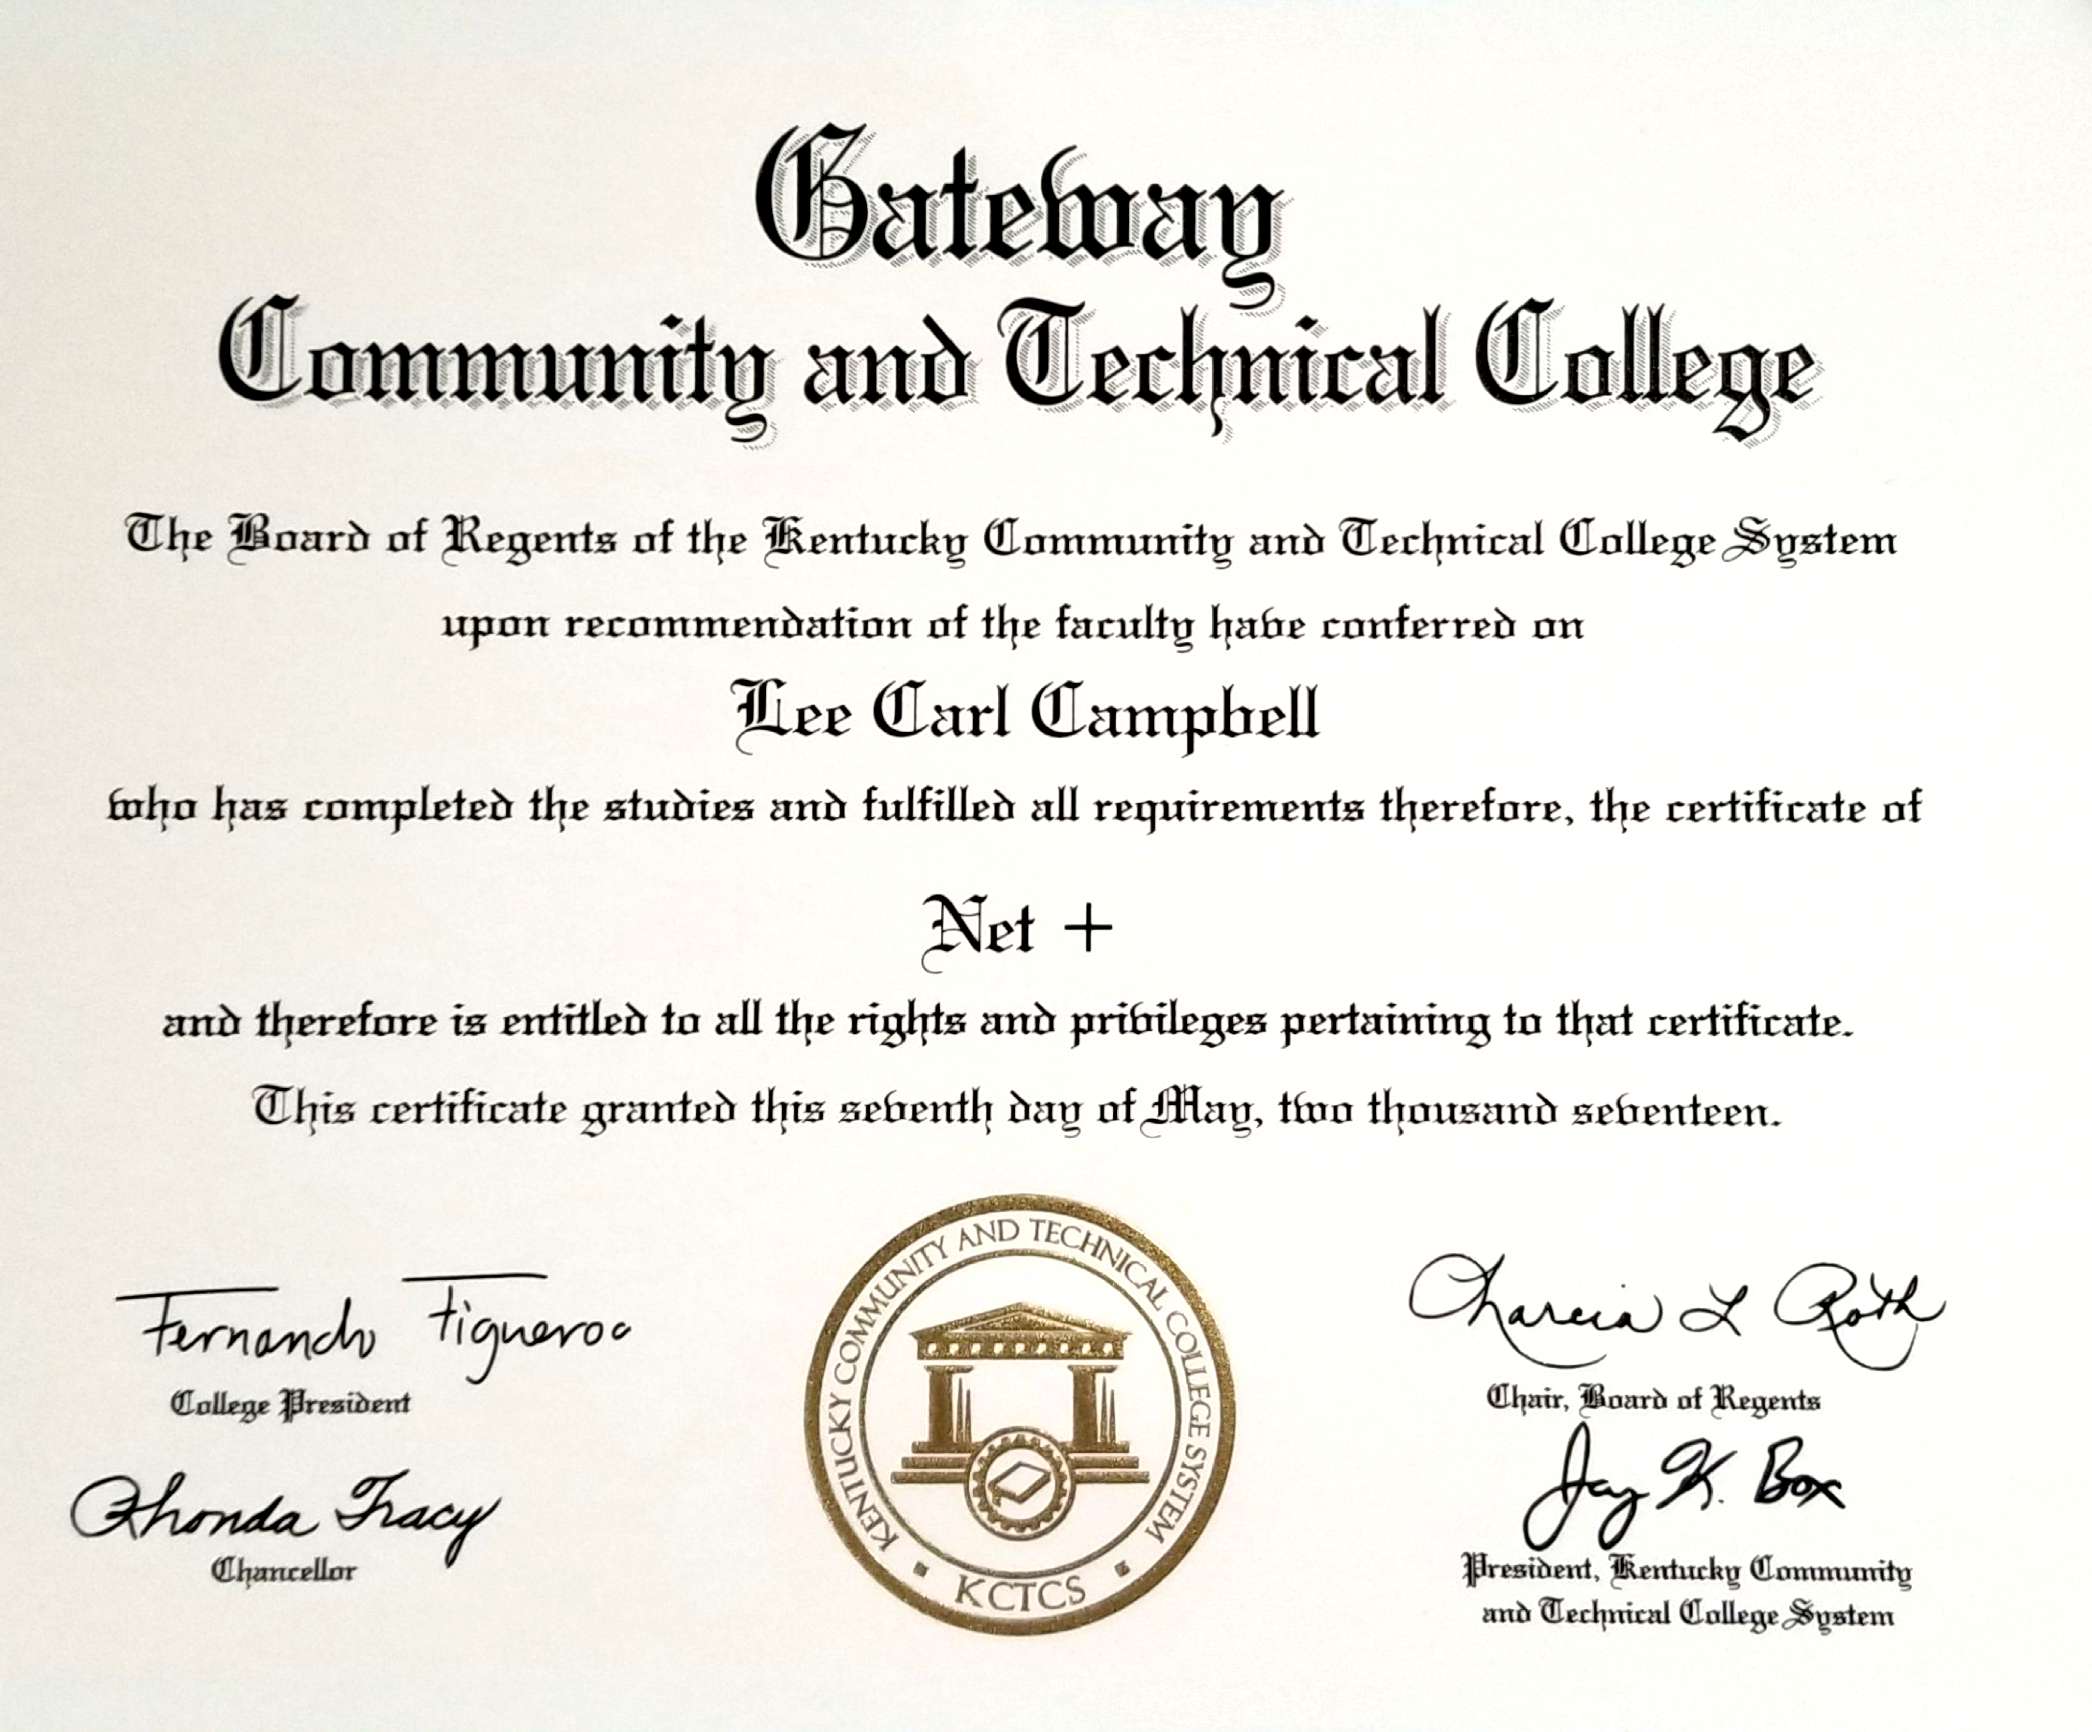 Gateway
Community and Technical College
The Board of Regents of the Kentucky Community and Technical College System
upon recommendation of the faculty have conferred on
Lee Carl Campbell
who has completed the studies and fulfilled all requirements therefore, the certificate of
Net +
and therefore is entitled to all the rights and privileges pertaining to that certificate.
This certificate granted this seventh day of May, two thousand seventeen.
Fernando Figueroa
College President
Rhonda Tracy
Chancellor
KENTUCKY COMMUNITY AND TECHNICAL COLLEGE SYSTEM
KCTCS
Marcia L Roth
Chair, Board of Regents
Jay K. Box
President, Kentucky Community
and Technical College System